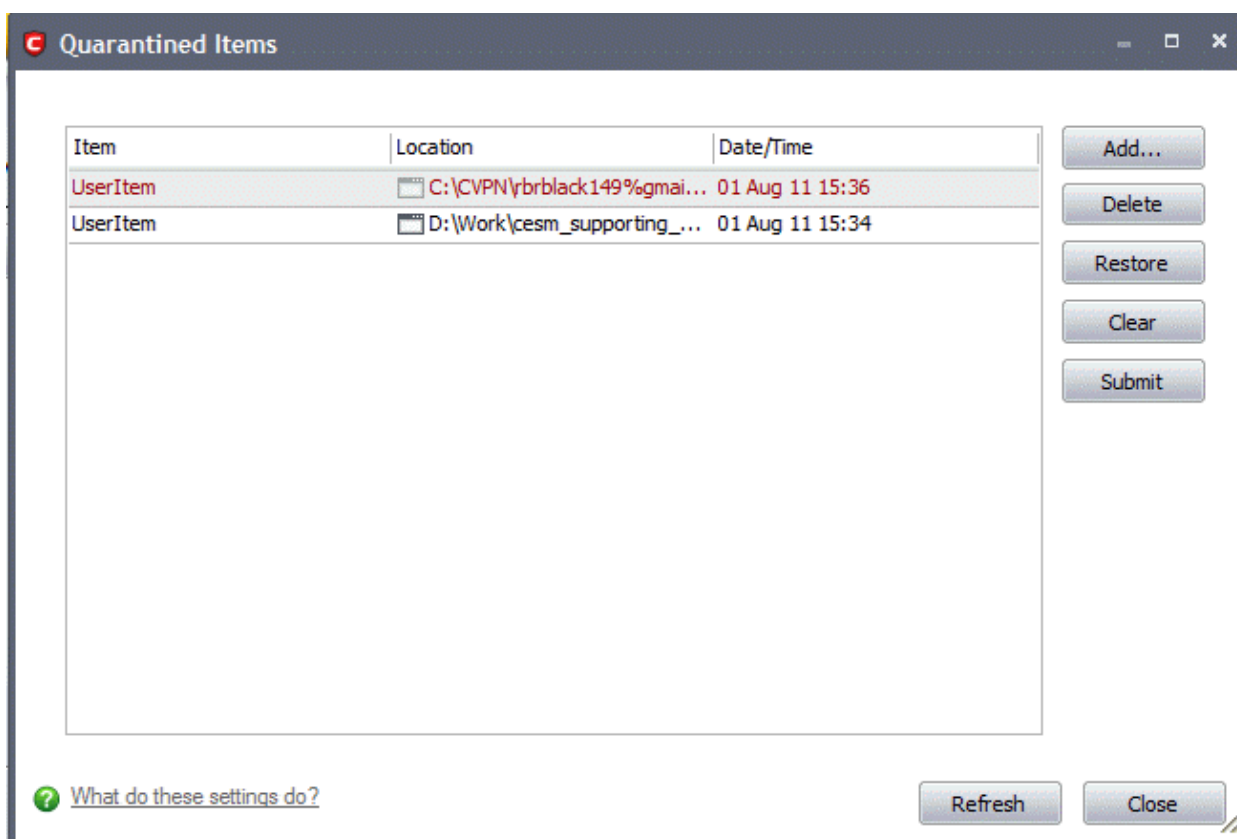 Quarantined Items
Item Location Date/Time
UserItem C:\CVPN\rbrblack149%gmai... 01 Aug 11 15:36
UserItem D:\Work\cesm_supporting_... 01 Aug 11 15:34
Add...
Delete
Restore
Clear
Submit
What do these settings do?
Refresh
Close